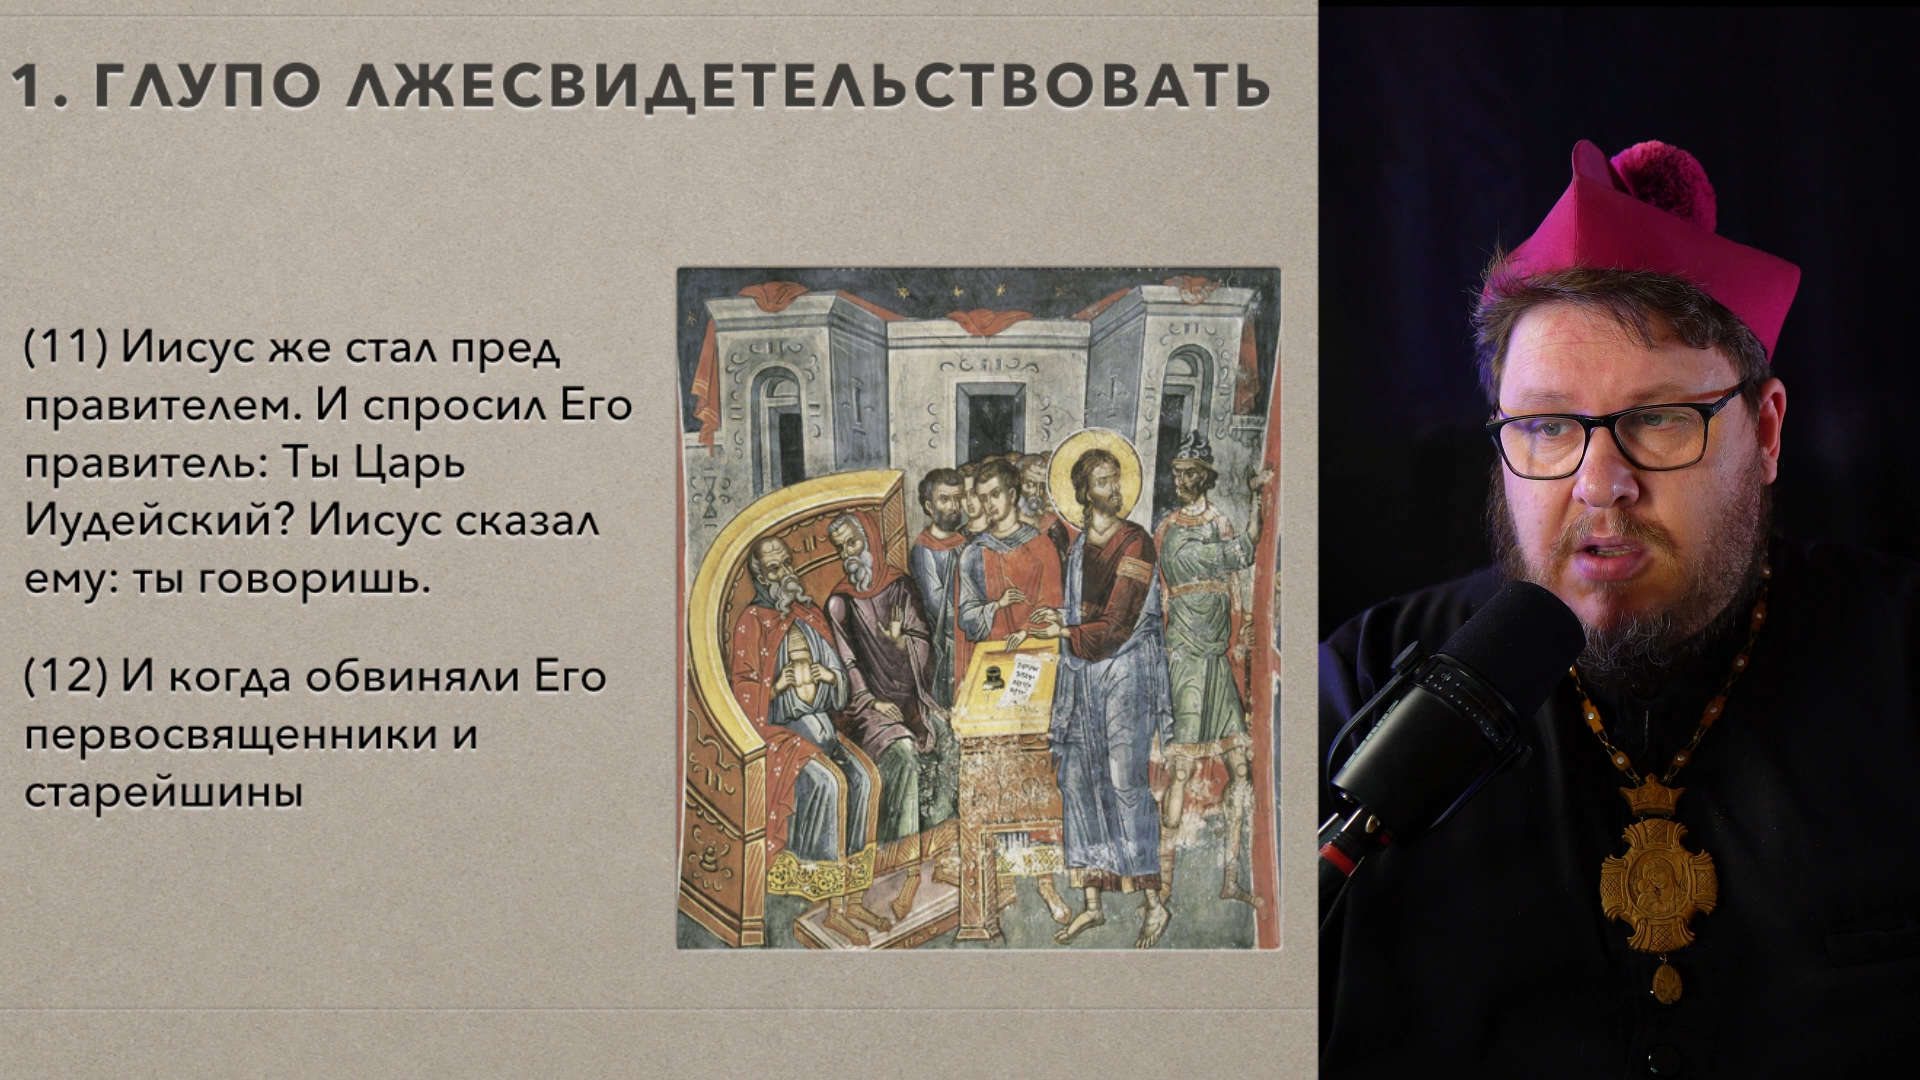 1. ГЛУПО ЛЖЕСВИДЕТЕЛЬСТВОВАТЬ
(11) Иисус же стал пред
правителем. И спросил Его
правитель: Ты Царь
Иудейский? Иисус сказал
ему: ты говоришь.
(12) И когда обвиняли Его
первосвященники и
старейшины